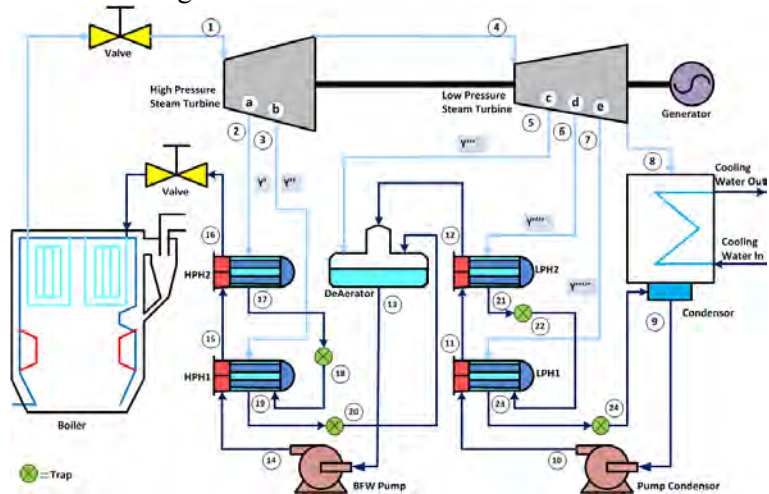 1
4
Valve
High Pressure
Steam Turbine
a
b
2
3
Low Pressure
Steam Turbine
c
d
e
5
6
7
Generator
8
Y'
Y''
Y'''
Y''''
Y'''''
Valve
Cooling
Water Out
Cooling
Water In
Condensor
16
HPH2
17
DeAerator
13
12
LPH2
21
22
9
15
HPH1
18
19
20
11
LPH1
23
24
Boiler
14
BFW Pump
10
Pump Condensor
=Trap